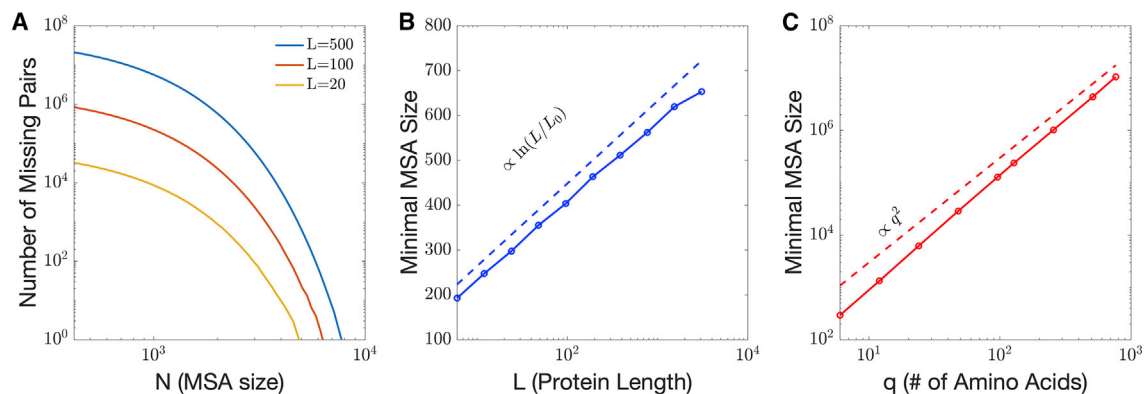 A
Number of Missing Pairs
10^8
10^6
10^4
10^2
10^0
L=500
L=100
L=20
10^3
10^4
N (MSA size)
B
Minimal MSA Size
800
700
600
500
400
300
200
100
∝ ln(L/L_0)
10^2
10^3
L (Protein Length)
C
Minimal MSA Size
10^8
10^6
10^4
10^2
∝ q^2
10^1
10^2
10^3
q (# of Amino Acids)